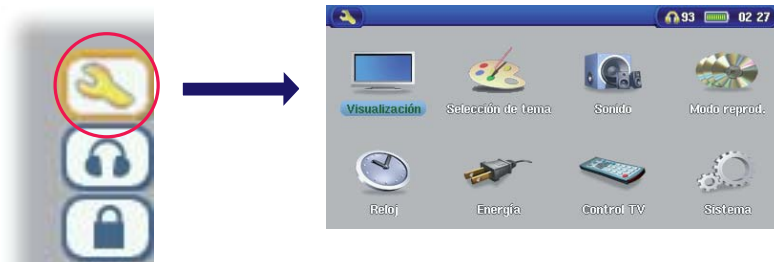 93 02 27
Visualización Selección de tema Sonido Modo reprod.
Reloj Energía Control TV Sistema